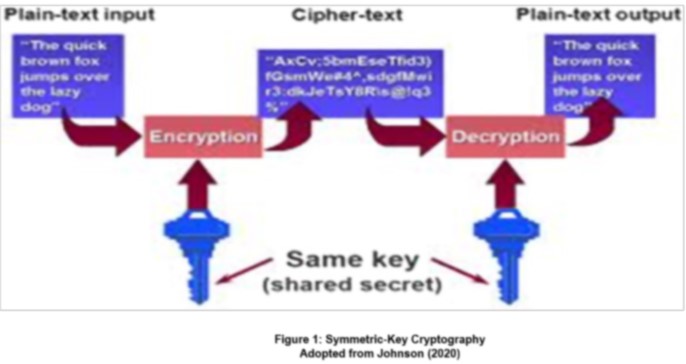 Plain-text input
Cipher-text
Plain-text output
"The quick
brown fox
jumps over
the lazy
dog"
"AxCv;5bmEseTfid3)
fGsmWe#4^,sdgfMwi
r3:dkJeTsY8R\s@!q3
%"
"The quick
brown fox
jumps over
the lazy
dog"
Encryption
Decryption
Same key
(shared secret)
Figure 1: Symmetric-Key Cryptography
Adopted from Johnson (2020)